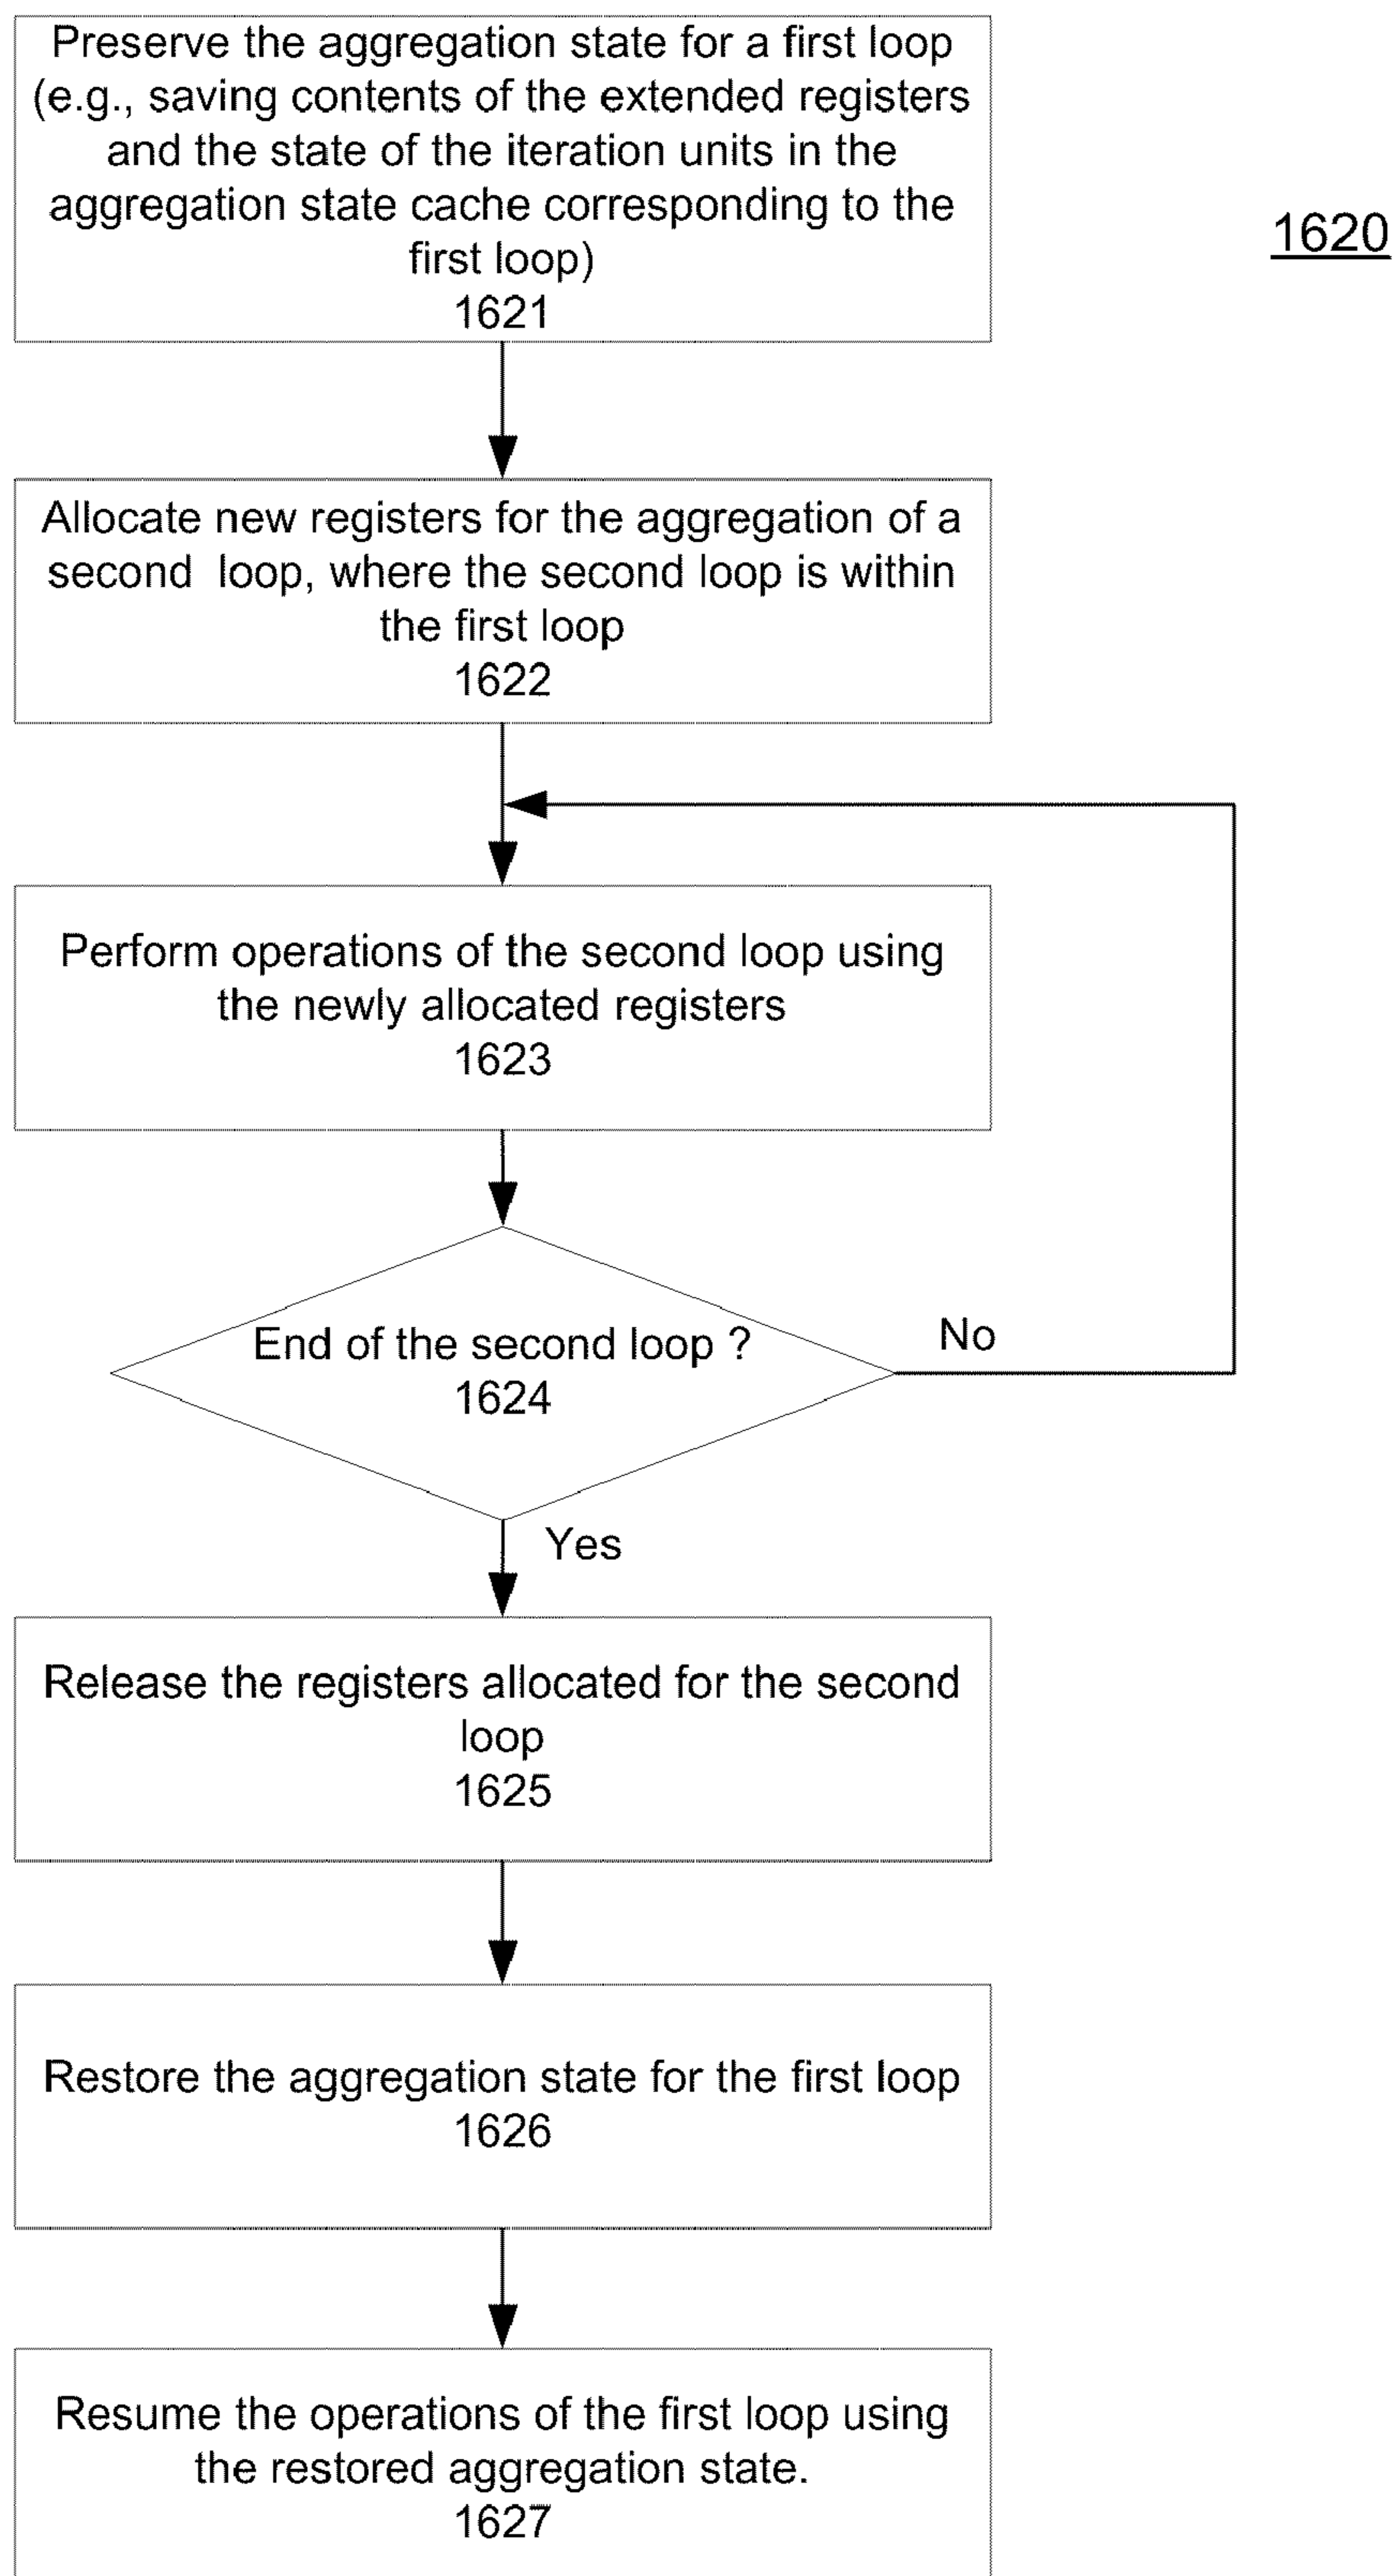 Preserve the aggregation state for a first loop
(e.g., saving contents of the extended registers
and the state of the iteration units in the
aggregation state cache corresponding to the
first loop)
1621
1620
Allocate new registers for the aggregation of a
second loop, where the second loop is within
the first loop
1622
Perform operations of the second loop using
the newly allocated registers
1623
End of the second loop ?
1624
No
Yes
Release the registers allocated for the second
loop
1625
Restore the aggregation state for the first loop
1626
Resume the operations of the first loop using
the restored aggregation state.
1627